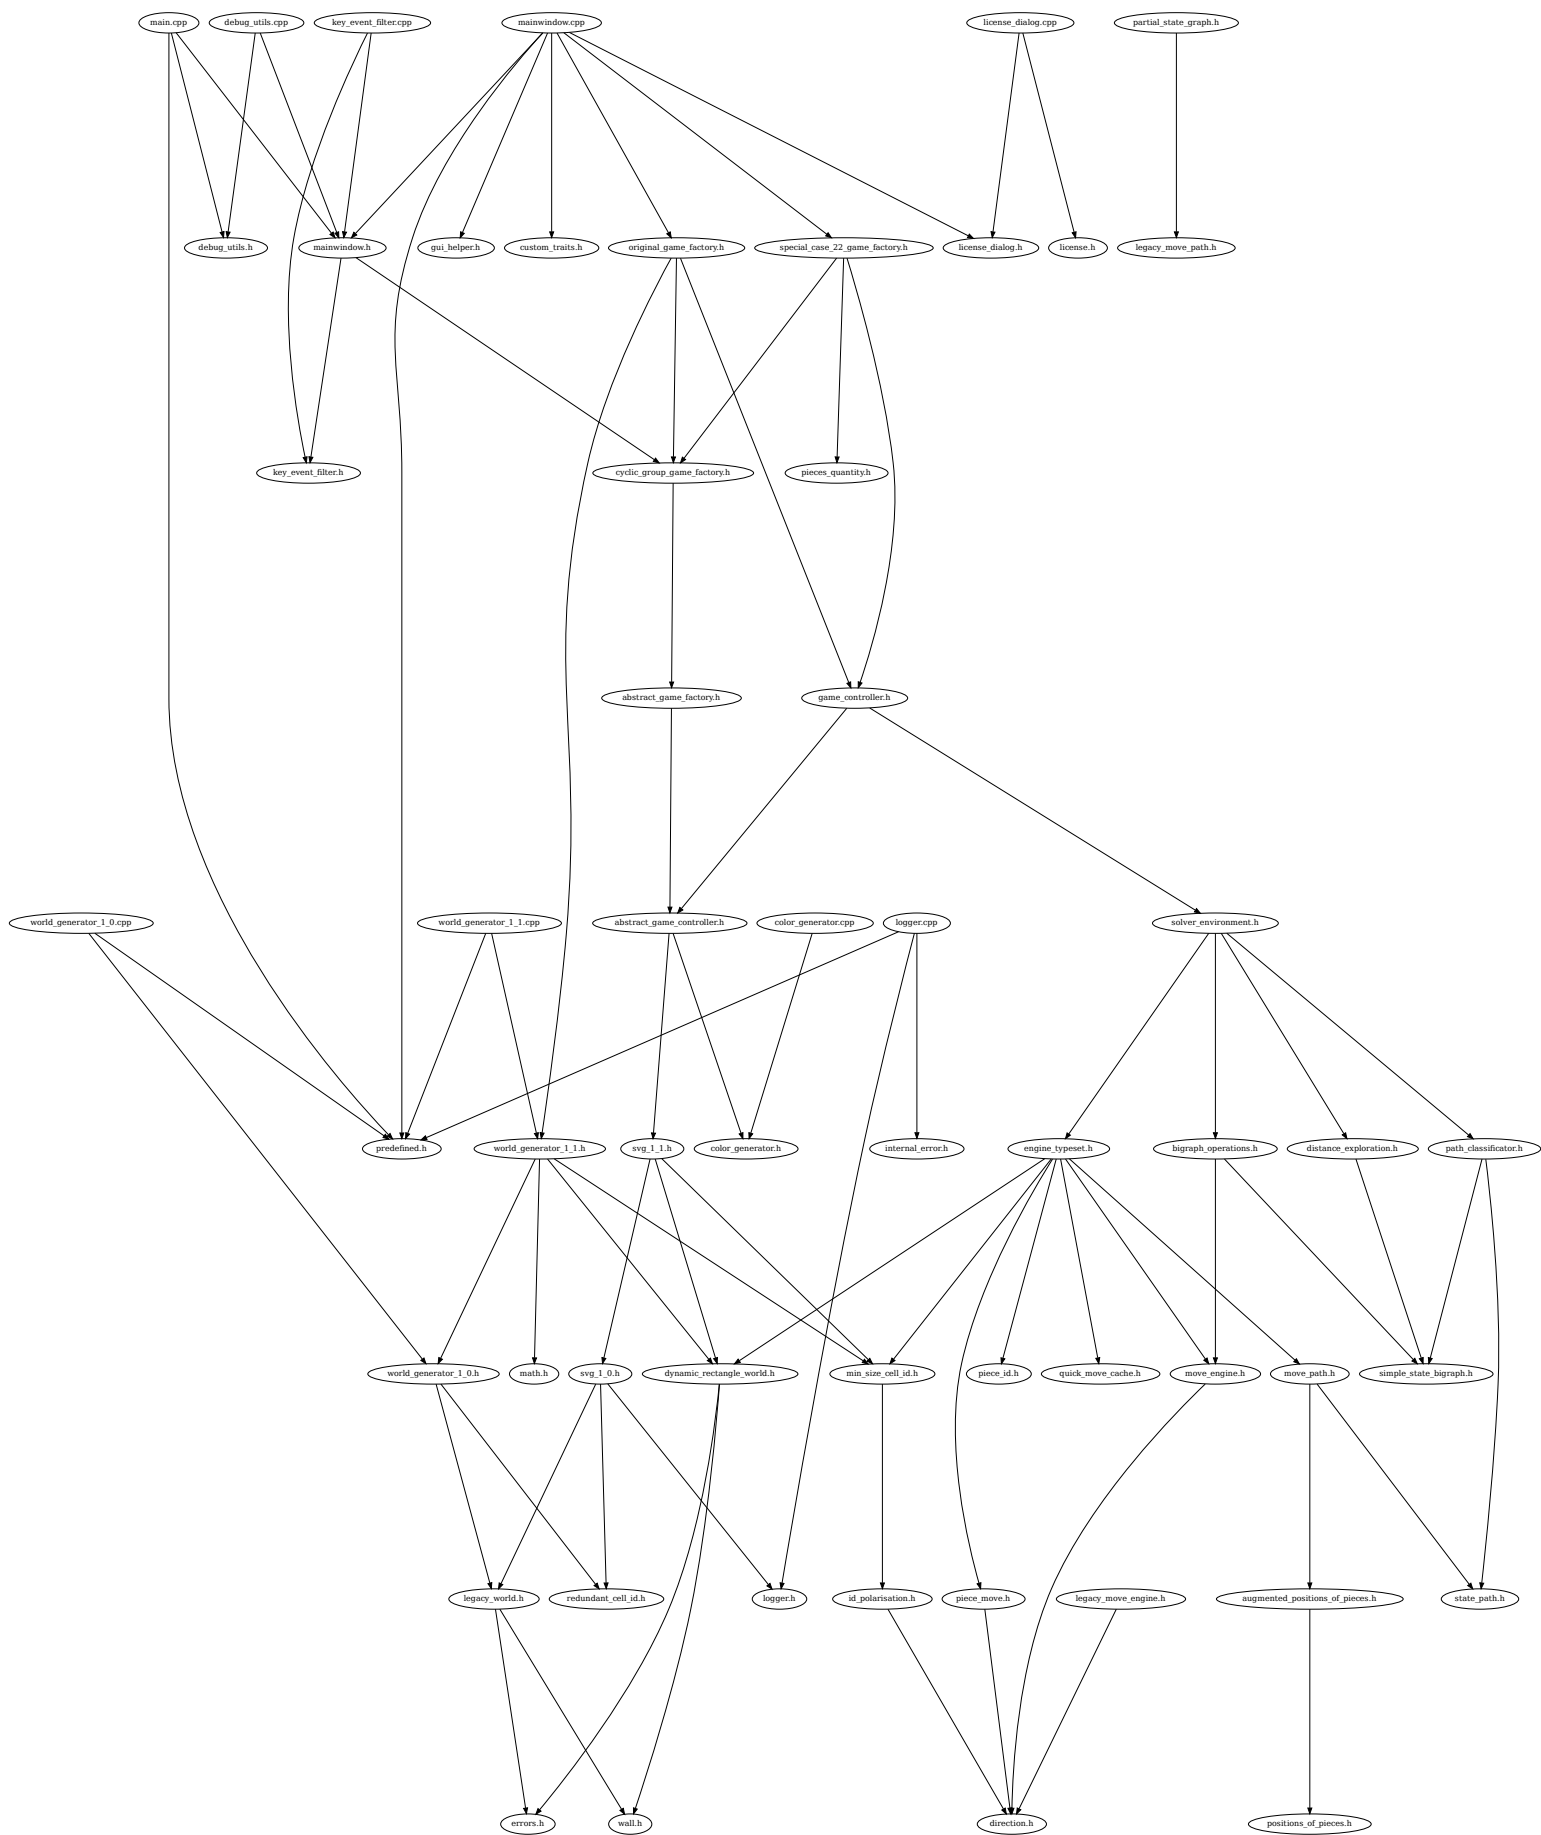 main.cpp
debug_utils.cpp
key_event_filter.cpp
mainwindow.cpp
license_dialog.cpp
partial_state_graph.h
debug_utils.h
mainwindow.h
gui_helper.h
custom_traits.h
original_game_factory.h
special_case_22_game_factory.h
license_dialog.h
license.h
legacy_move_path.h
key_event_filter.h
cyclic_group_game_factory.h
pieces_quantity.h
abstract_game_factory.h
game_controller.h
world_generator_1_0.cpp
world_generator_1_1.cpp
abstract_game_controller.h
color_generator.cpp
logger.cpp
solver_environment.h
predefined.h
world_generator_1_1.h
svg_1_1.h
color_generator.h
internal_error.h
engine_typeset.h
bigraph_operations.h
distance_exploration.h
path_classificator.h
world_generator_1_0.h
math.h
svg_1_0.h
dynamic_rectangle_world.h
min_size_cell_id.h
piece_id.h
quick_move_cache.h
move_engine.h
move_path.h
simple_state_bigraph.h
legacy_world.h
redundant_cell_id.h
logger.h
id_polarisation.h
piece_move.h
legacy_move_engine.h
augmented_positions_of_pieces.h
state_path.h
errors.h
wall.h
direction.h
positions_of_pieces.h